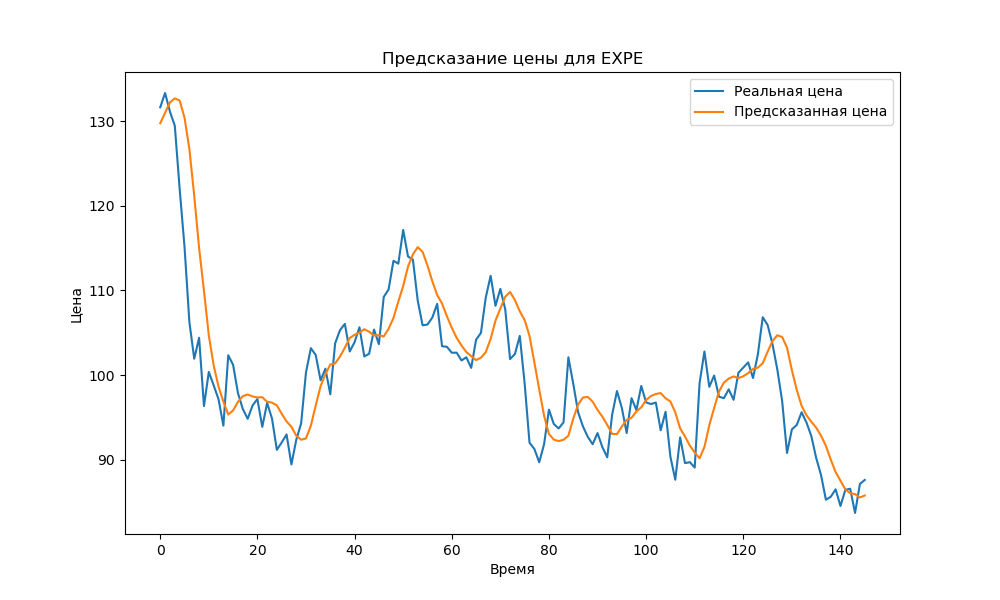 Предсказание цены для EXPE
Реальная цена
Предсказанная цена
Цена
130
120
110
100
90
0 20 40 60 80 100 120 140
Время